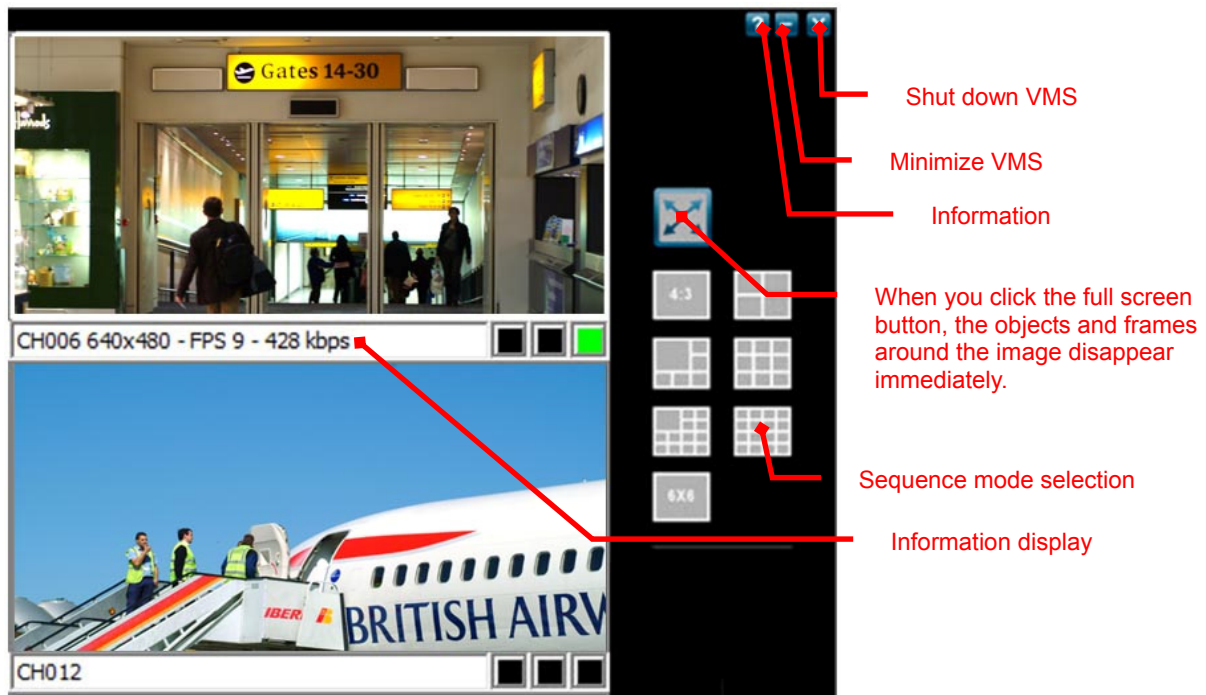 ? - X
Gates 14-30
Harrods
CH006 640x480 - FPS 9 - 428 kbps
BRITISH AIRW
IBER
CH012
4:3
6X6
Shut down VMS
Minimize VMS
Information
When you click the full screen
button, the objects and frames
around the image disappear
immediately.
Sequence mode selection
Information display